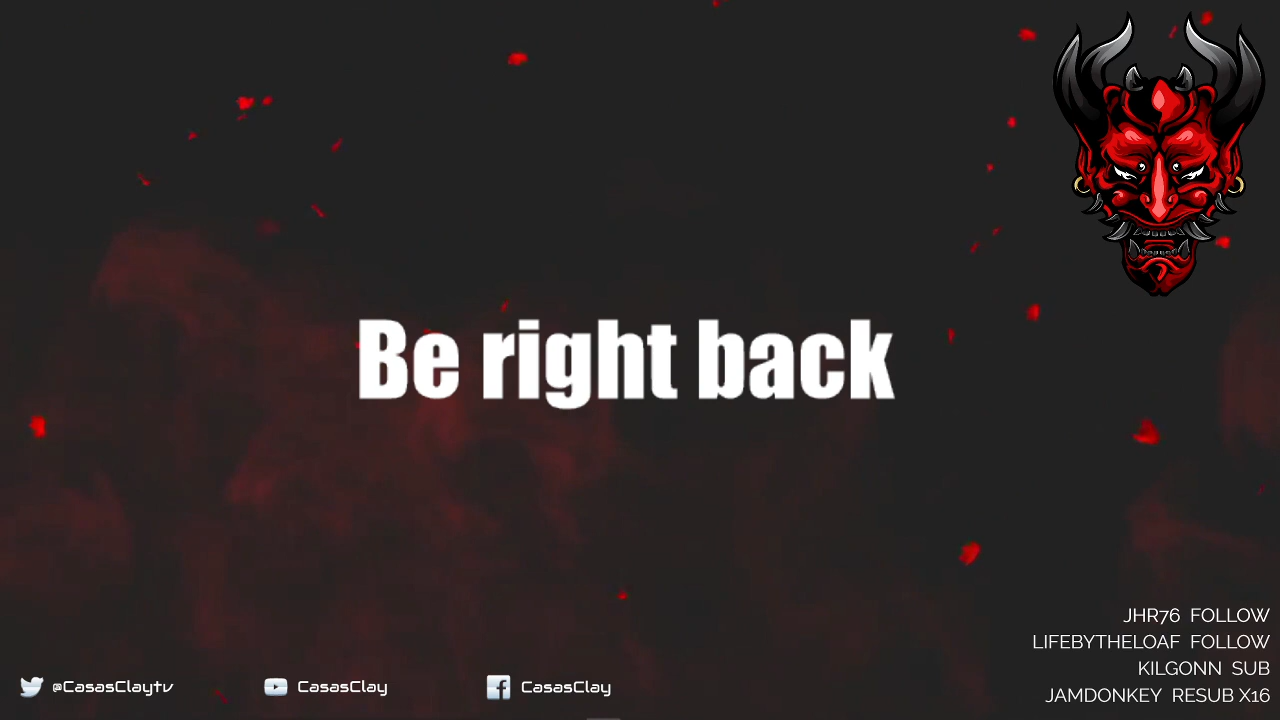 Be right back
JHR76 FOLLOW
LIFEBYTHELOAF FOLLOW
KILGONN SUB
JAMDONKEY RESUB X16
@CasasClaytv CasasClay CasasClay